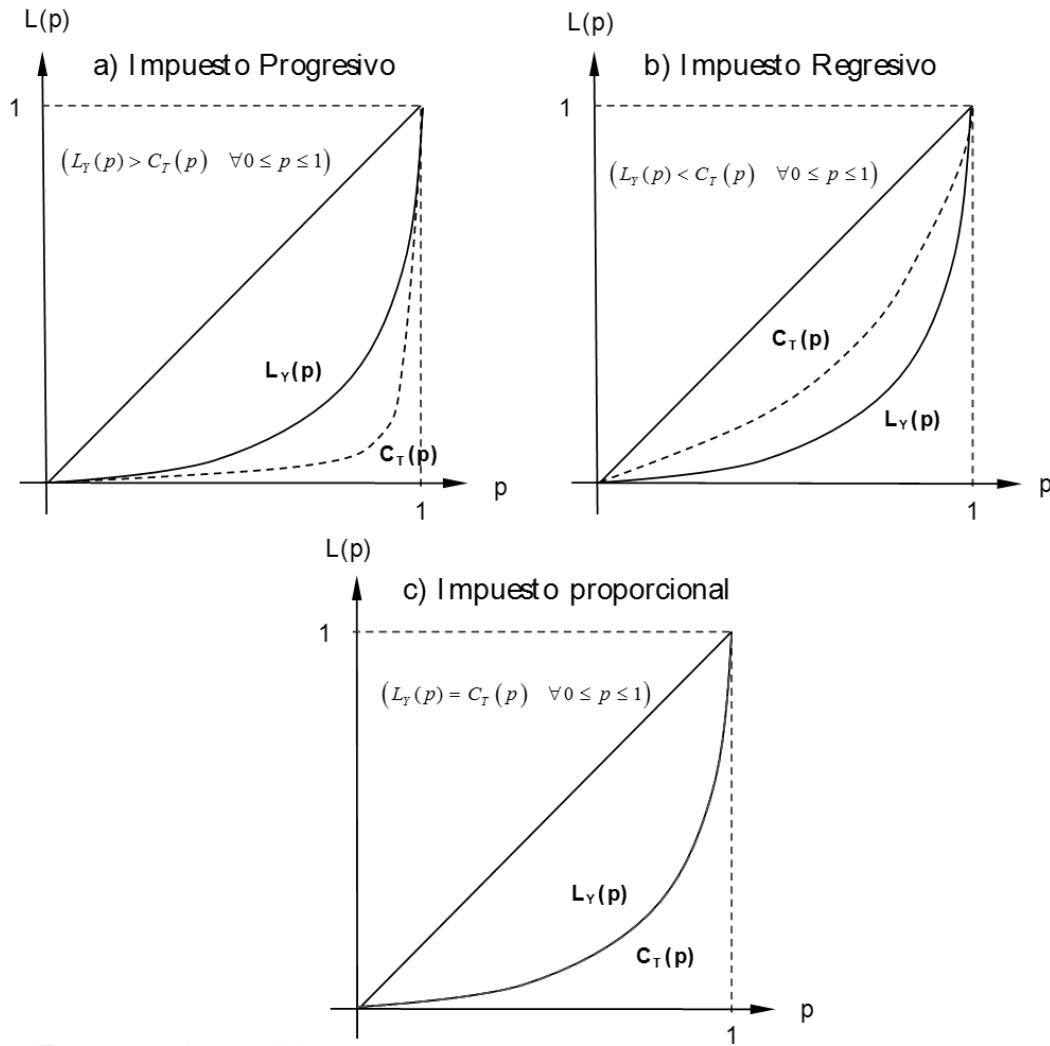 L(p)
a) Impuesto Progresivo
1
(L_Y(p) > C_T(p) ∀0 ≤ p ≤ 1)
L_Y(p)
C_T(p)
p
1
L(p)
b) Impuesto Regresivo
1
(L_Y(p) < C_T(p) ∀0 ≤ p ≤ 1)
C_T(p)
L_Y(p)
p
1
L(p)
c) Impuesto proporcional
1
(L_Y(p) = C_T(p) ∀0 ≤ p ≤ 1)
L_Y(p)
C_T(p)
p
1